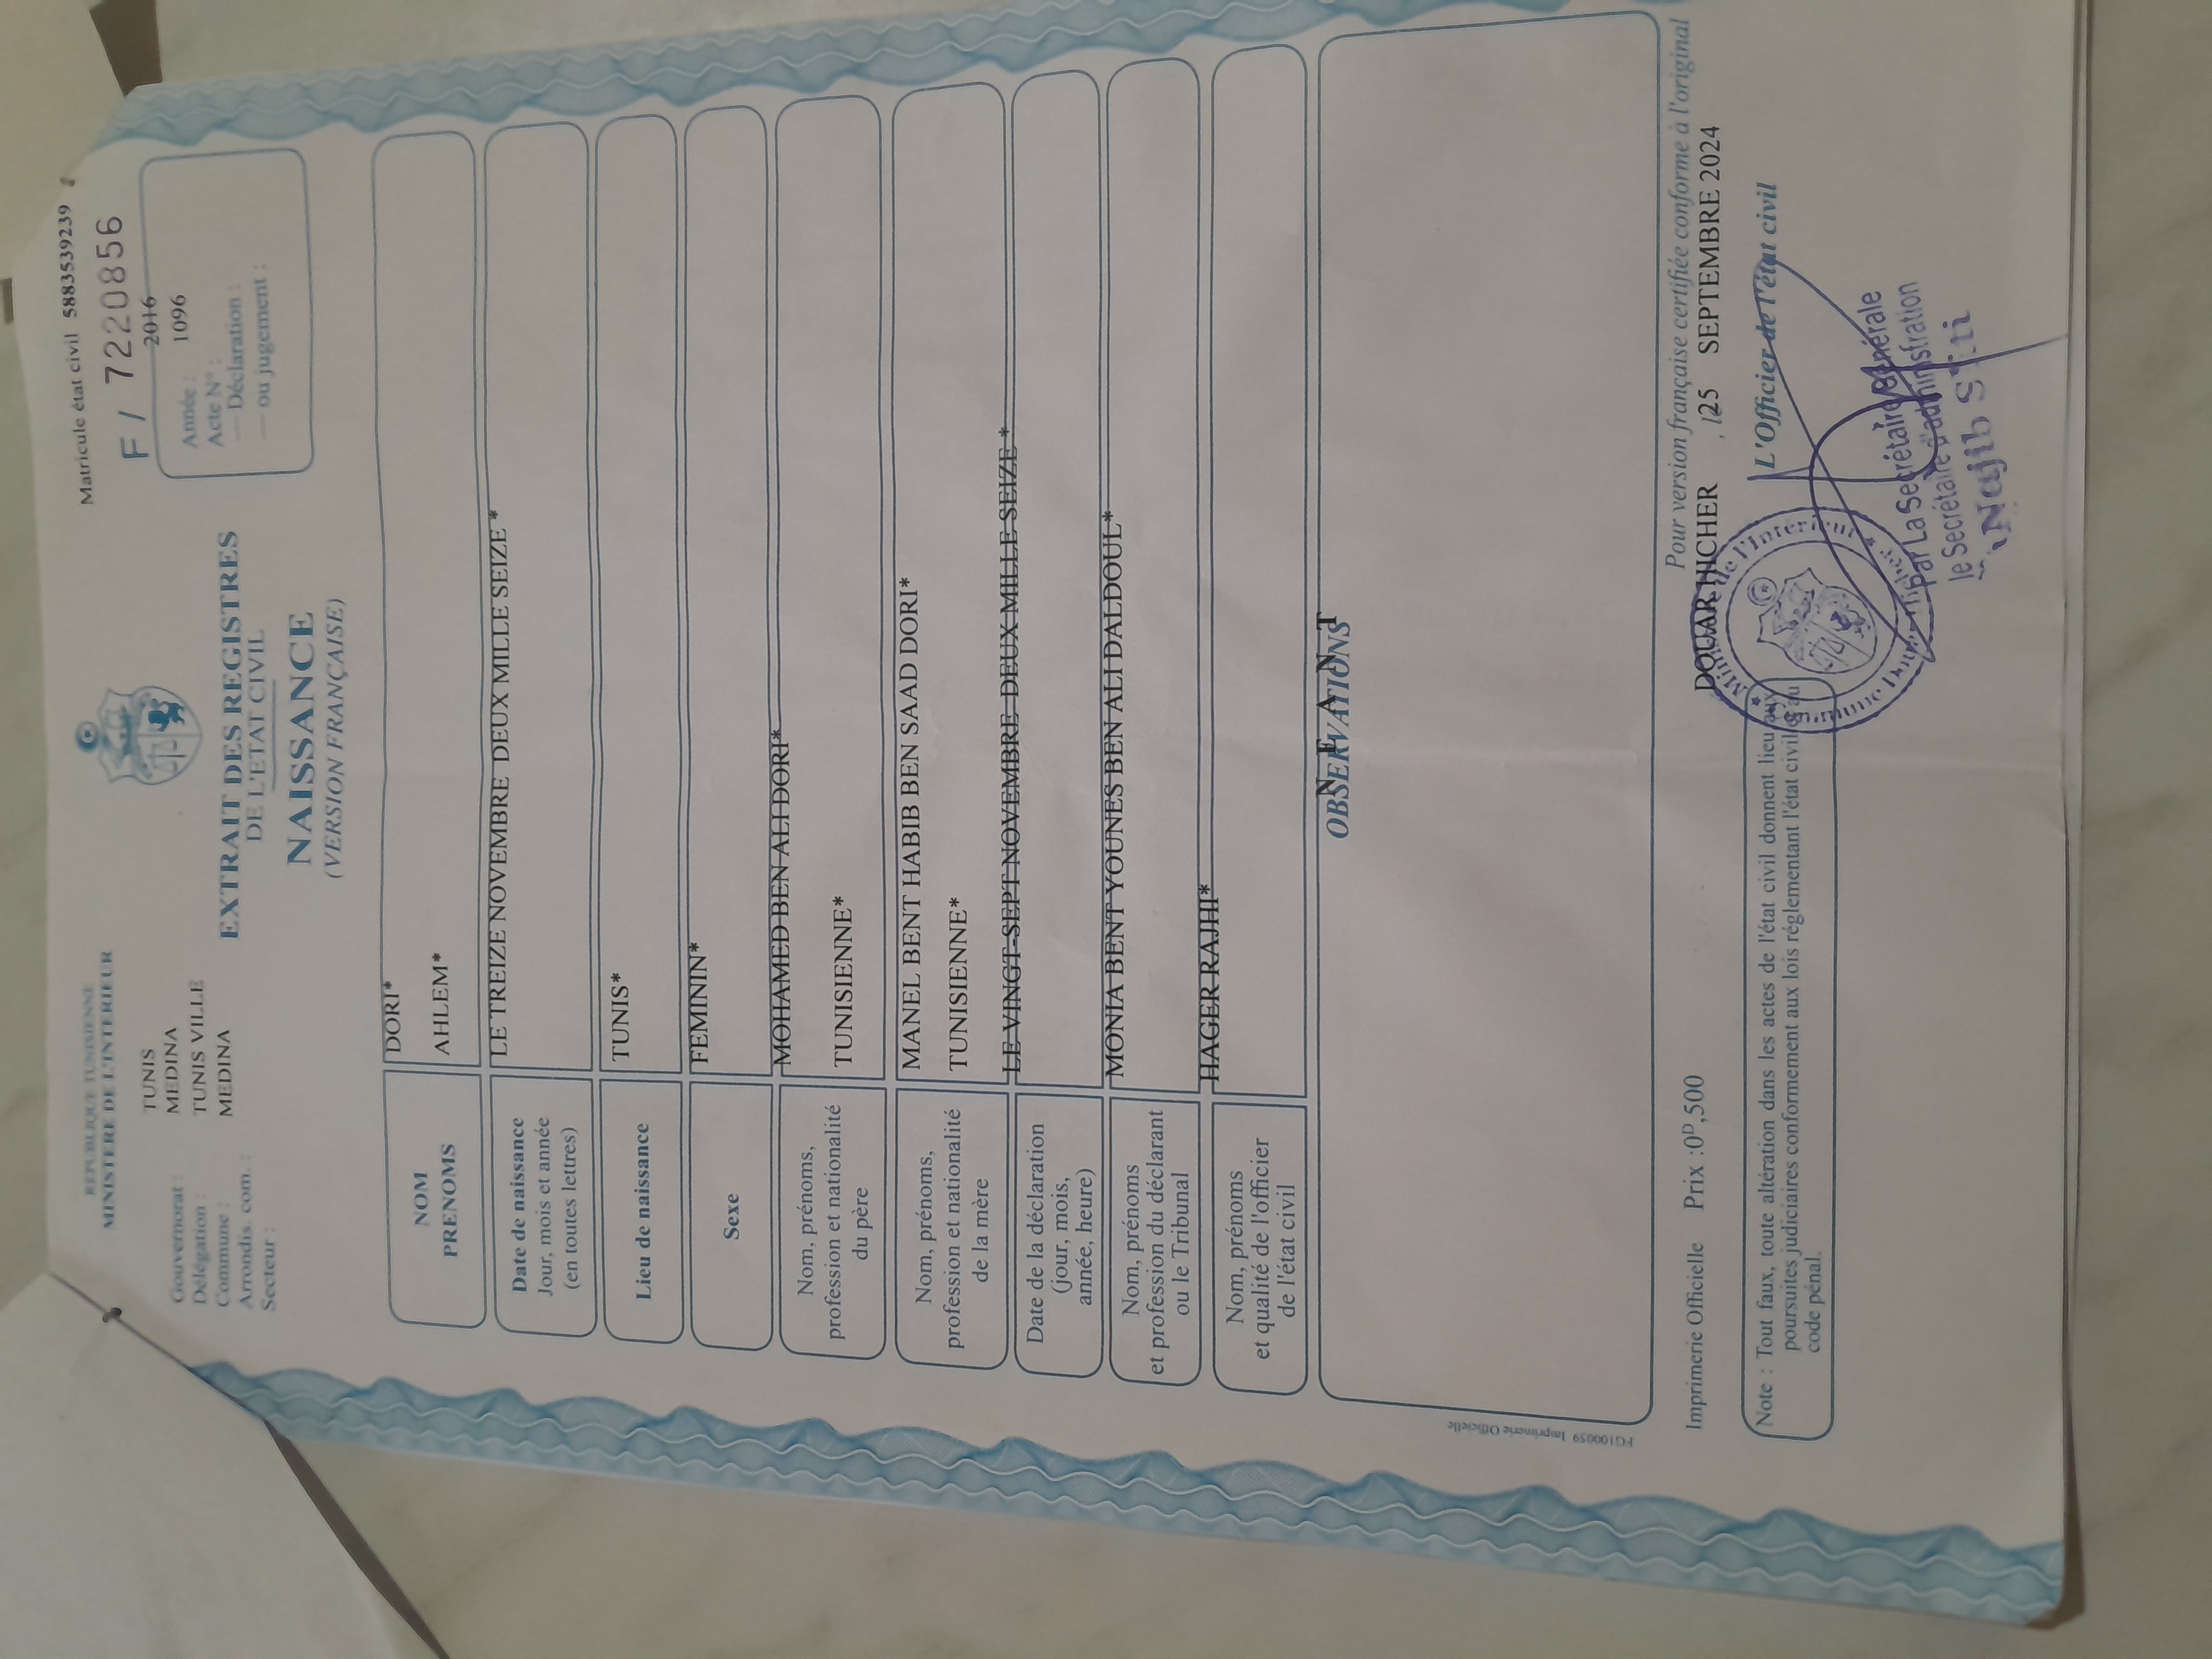 REPUBLIQUE TUNISIENNE
MINISTERE DE L'INTERIEUR
Gouvernorat : TUNIS
Délégation : MEDINA
Commune : TUNIS VILLE
Arrondis. com. : MEDINA
Secteur :
EXTRAIT DES REGISTRES
DE L'ETAT CIVIL
NAISSANCE
(VERSION FRANÇAISE)
Matricule état civil 5883539239
F / 7220856
Année : 2016
Acte N° : 1096
— Déclaration :
— ou jugement :
NOM
PRENOMS
DORI*
AHLEM*
Date de naissance
Jour, mois et année
(en toutes lettres)
LE TREIZE NOVEMBRE DEUX MILLE SEIZE *
Lieu de naissance
TUNIS*
Sexe
FEMININ*
Nom, prénoms,
profession et nationalité
du père
MOHAMED BEN ALI DORI*
TUNISIENNE*
Nom, prénoms,
profession et nationalité
de la mère
MANEL BENT HABIB BEN SAAD DORI*
TUNISIENNE*
Date de la déclaration
(jour, mois,
année, heure)
LE VINGT-SEPT NOVEMBRE DEUX MILLE SEIZE *
Nom, prénoms
et profession du déclarant
ou le Tribunal
MONIA BENT YOUNES BEN ALI DALDOUL*
Nom, prénoms
et qualité de l'officier
de l'état civil
HAGER RAJHI*
OBSERVATIONS
N E A N T
FG100059 Imprimerie Officielle
Imprimerie Officielle Prix :0D,500
Pour version française certifiée conforme à l'original
DOUAR HICHER , le 25 SEPTEMBRE 2024
L'Officier de l'état civil
Note : Tout faux, toute altération dans les actes de l'état civil donnent lieu aux
poursuites judiciaires conformement aux lois réglementant l'état civil et au
code pénal.
de l'Intérieur
Par La Secrétaire Générale
le Secrétaire d'administration
Najib Stiti